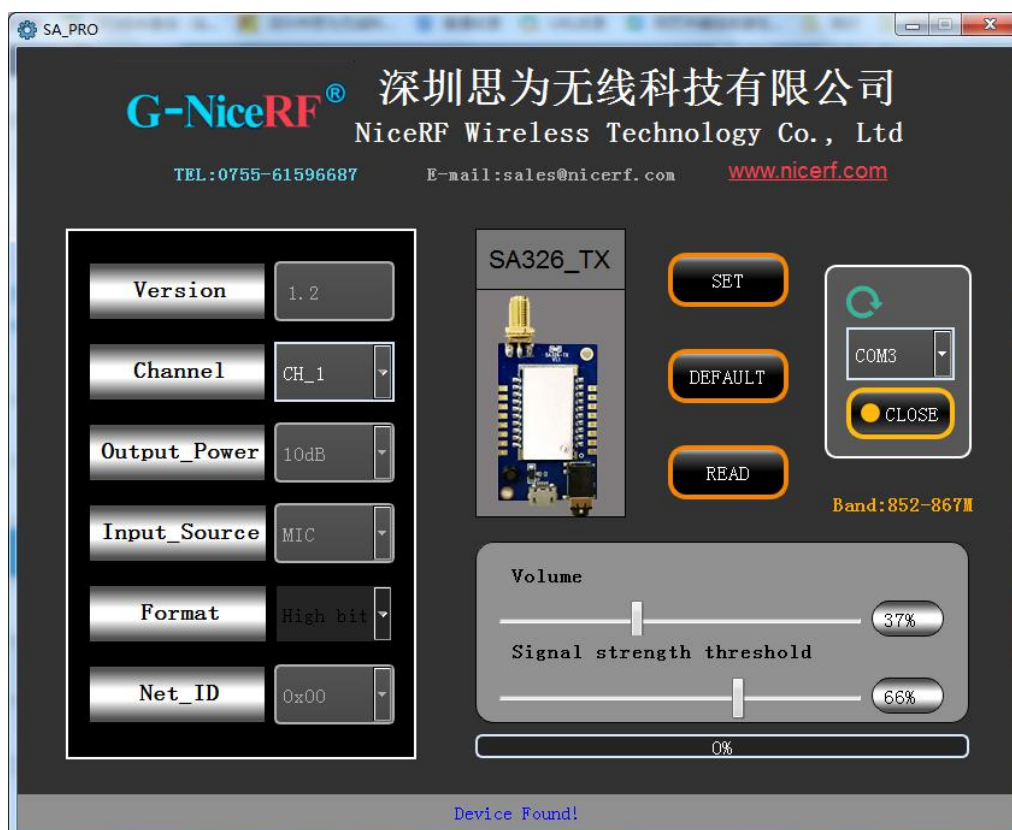 SA_PRO
G-NiceRF®
深圳思为无线科技有限公司
NiceRF Wireless Technology Co., Ltd
TEL:0755-61596687
E-mail:sales@nicerf.com
www.nicerf.com
Version
1.2
Channel
CH_1
Output_Power
10dB
Input_Source
MIC
Format
High bit
Net_ID
0x00
SA326_TX
SET
DEFAULT
READ
COM3
CLOSE
Band:852-867M
Volume
37%
Signal strength threshold
66%
0%
Device Found!